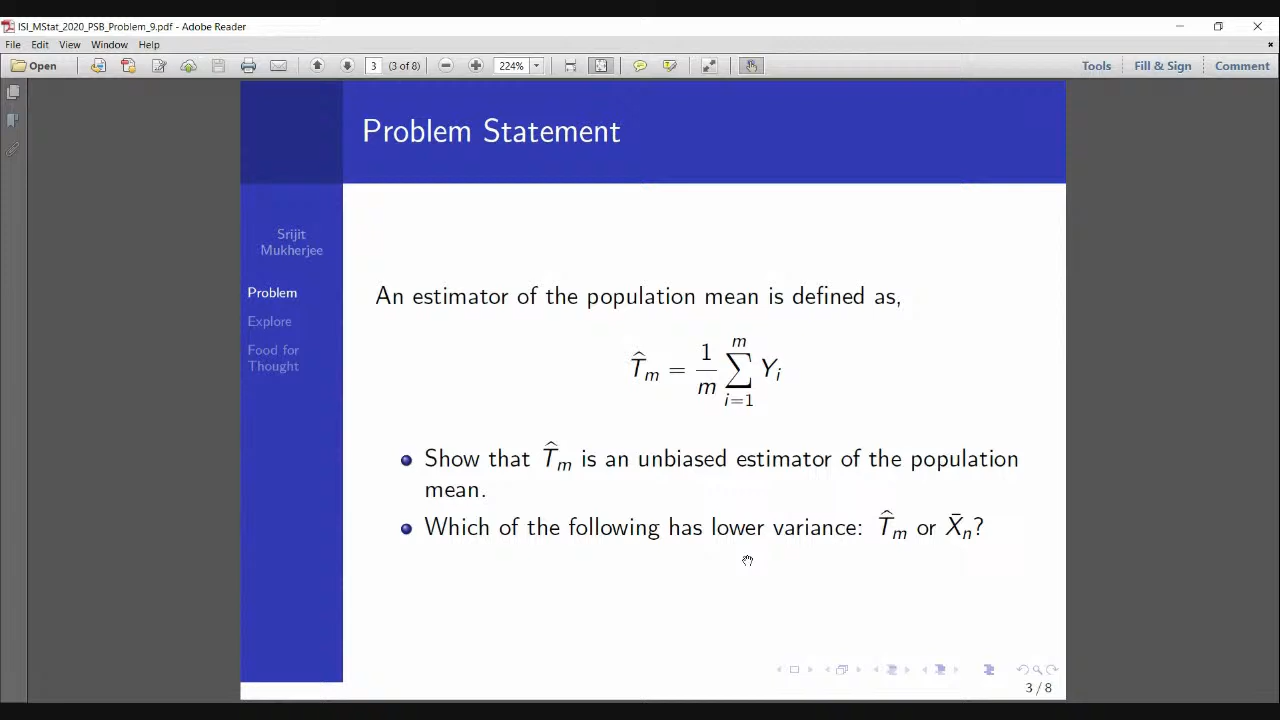 ISI_MStat_2020_PSB_Problem_9.pdf - Adobe Reader
File Edit View Window Help
Open 3 (3 of 8) 224% Tools Fill & Sign Comment
Problem Statement
Srijit
Mukherjee
Problem
Explore
Food for
Thought
An estimator of the population mean is defined as,
T̂_m = 1/m ∑_{i=1}^{m} Y_i
Show that T̂_m is an unbiased estimator of the population
mean.
Which of the following has lower variance: T̂_m or X̄_n?
3 / 8